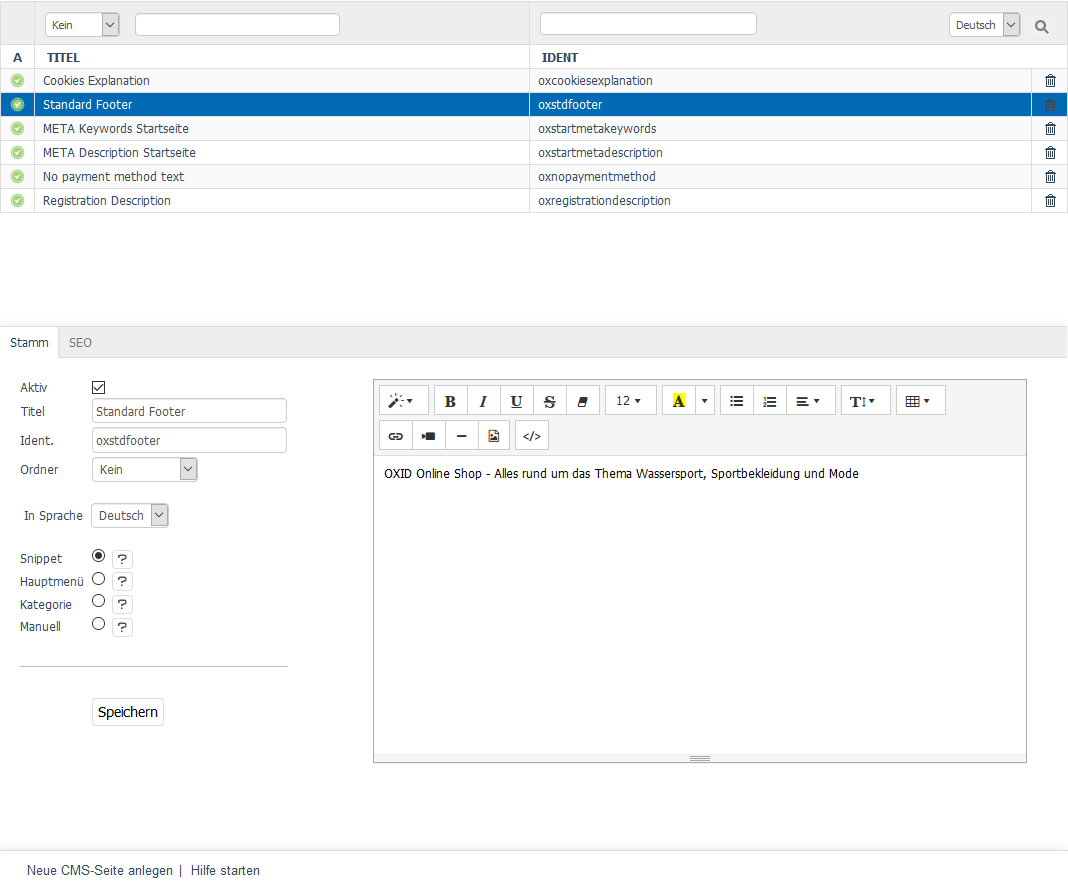 Kein Deutsch
A TITEL IDENT
Cookies Explanation oxcookiesexplanation
Standard Footer oxstdfooter
META Keywords Startseite oxstartmetakeywords
META Description Startseite oxstartmetadescription
No payment method text oxnopaymentmethod
Registration Description oxregistrationdescription
Stamm SEO
Aktiv
Titel Standard Footer
Ident. oxstdfooter
Ordner Kein
In Sprache Deutsch
Snippet ?
Hauptmenü ?
Kategorie ?
Manuell ?
Speichern
B I U S 12 A T
</>
OXID Online Shop - Alles rund um das Thema Wassersport, Sportbekleidung und Mode
Neue CMS-Seite anlegen | Hilfe starten